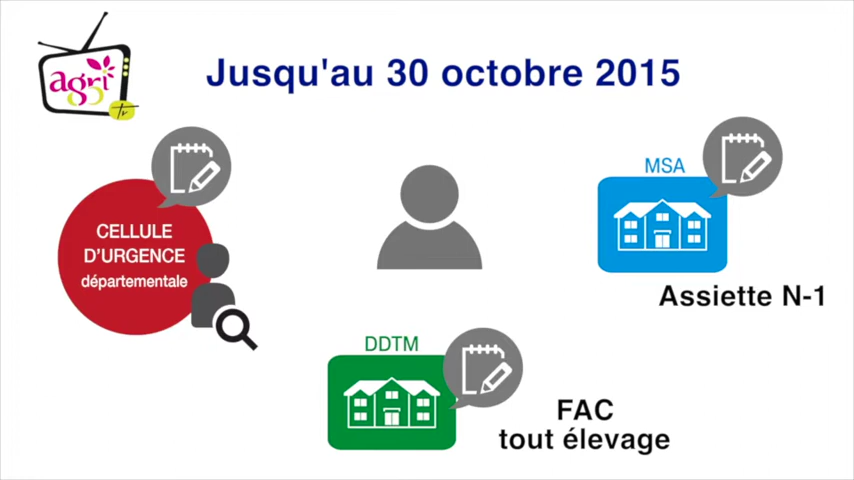 agri
tv
Jusqu'au 30 octobre 2015
CELLULE
D'URGENCE
départementale
MSA
Assiette N-1
DDTM
FAC
tout élevage